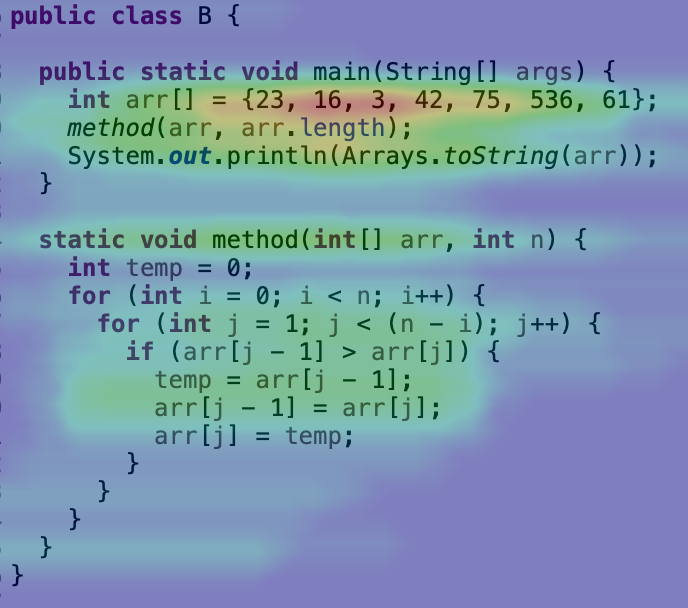 public class B {
public static void main(String[] args) {
int arr[] = {23, 16, 3, 42, 75, 536, 61};
method(arr, arr.length);
System.out.println(Arrays.toString(arr));
}
static void method(int[] arr, int n) {
int temp = 0;
for (int i = 0; i < n; i++) {
for (int j = 1; j < (n - i); j++) {
if (arr[j - 1] > arr[j]) {
temp = arr[j - 1];
arr[j - 1] = arr[j];
arr[j] = temp;
}
}
}
}
}